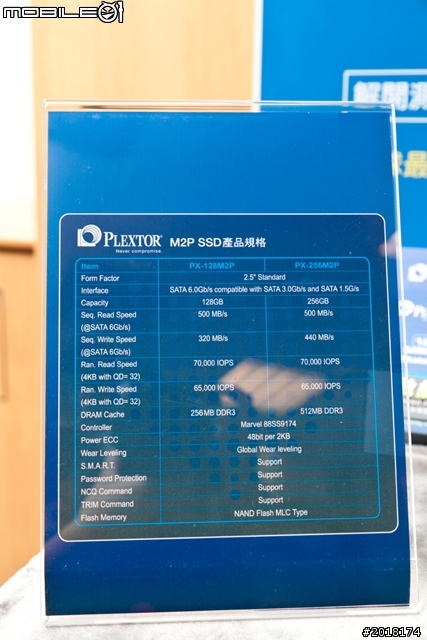 mobile01
解開測
最
PLEXTOR M2P SSD產品規格
Never compromise.
Item PX-128M2P PX-256M2P
Form Factor 2.5" Standard
Interface SATA 6.0Gb/s compatible with SATA 3.0Gb/s and SATA 1.5G/s
Capacity 128GB 256GB
Seq. Read Speed 500 MB/s 500 MB/s
(@SATA 6Gb/s)
Seq. Write Speed 320 MB/s 440 MB/s
(@SATA 6Gb/s)
Ran. Read Speed 70,000 IOPS 70,000 IOPS
(4KB with QD= 32)
Ran. Write Speed 65,000 IOPS 65,000 IOPS
(4KB with QD= 32)
DRAM Cache 256MB DDR3 512MB DDR3
Controller Marvel 88SS9174
Power ECC 48bit per 2KB
Wear Leveling Global Wear leveling
S.M.A.R.T. Support
Password Protection Support
NCQ Command Support
TRIM Command Support
Flash Memory NAND Flash MLC Type
#2018174